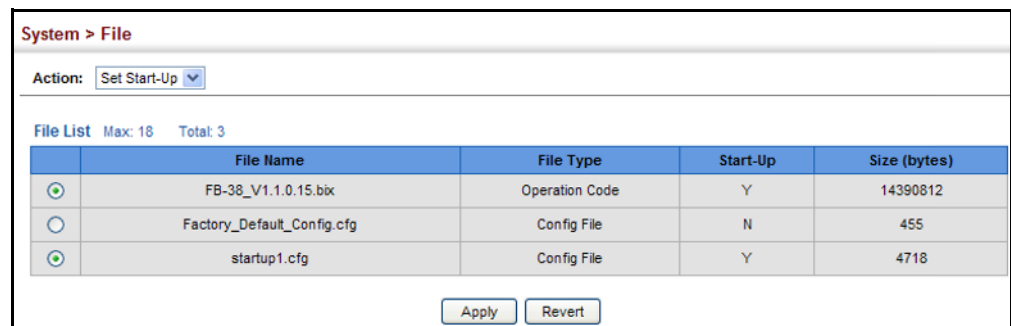 System > File
Action: Set Start-Up
File List Max: 18 Total: 3
File Name File Type Start-Up Size (bytes)
FB-38_V1.1.0.15.bix Operation Code Y 14390812
Factory_Default_Config.cfg Config File N 455
startup1.cfg Config File Y 4718
Apply Revert